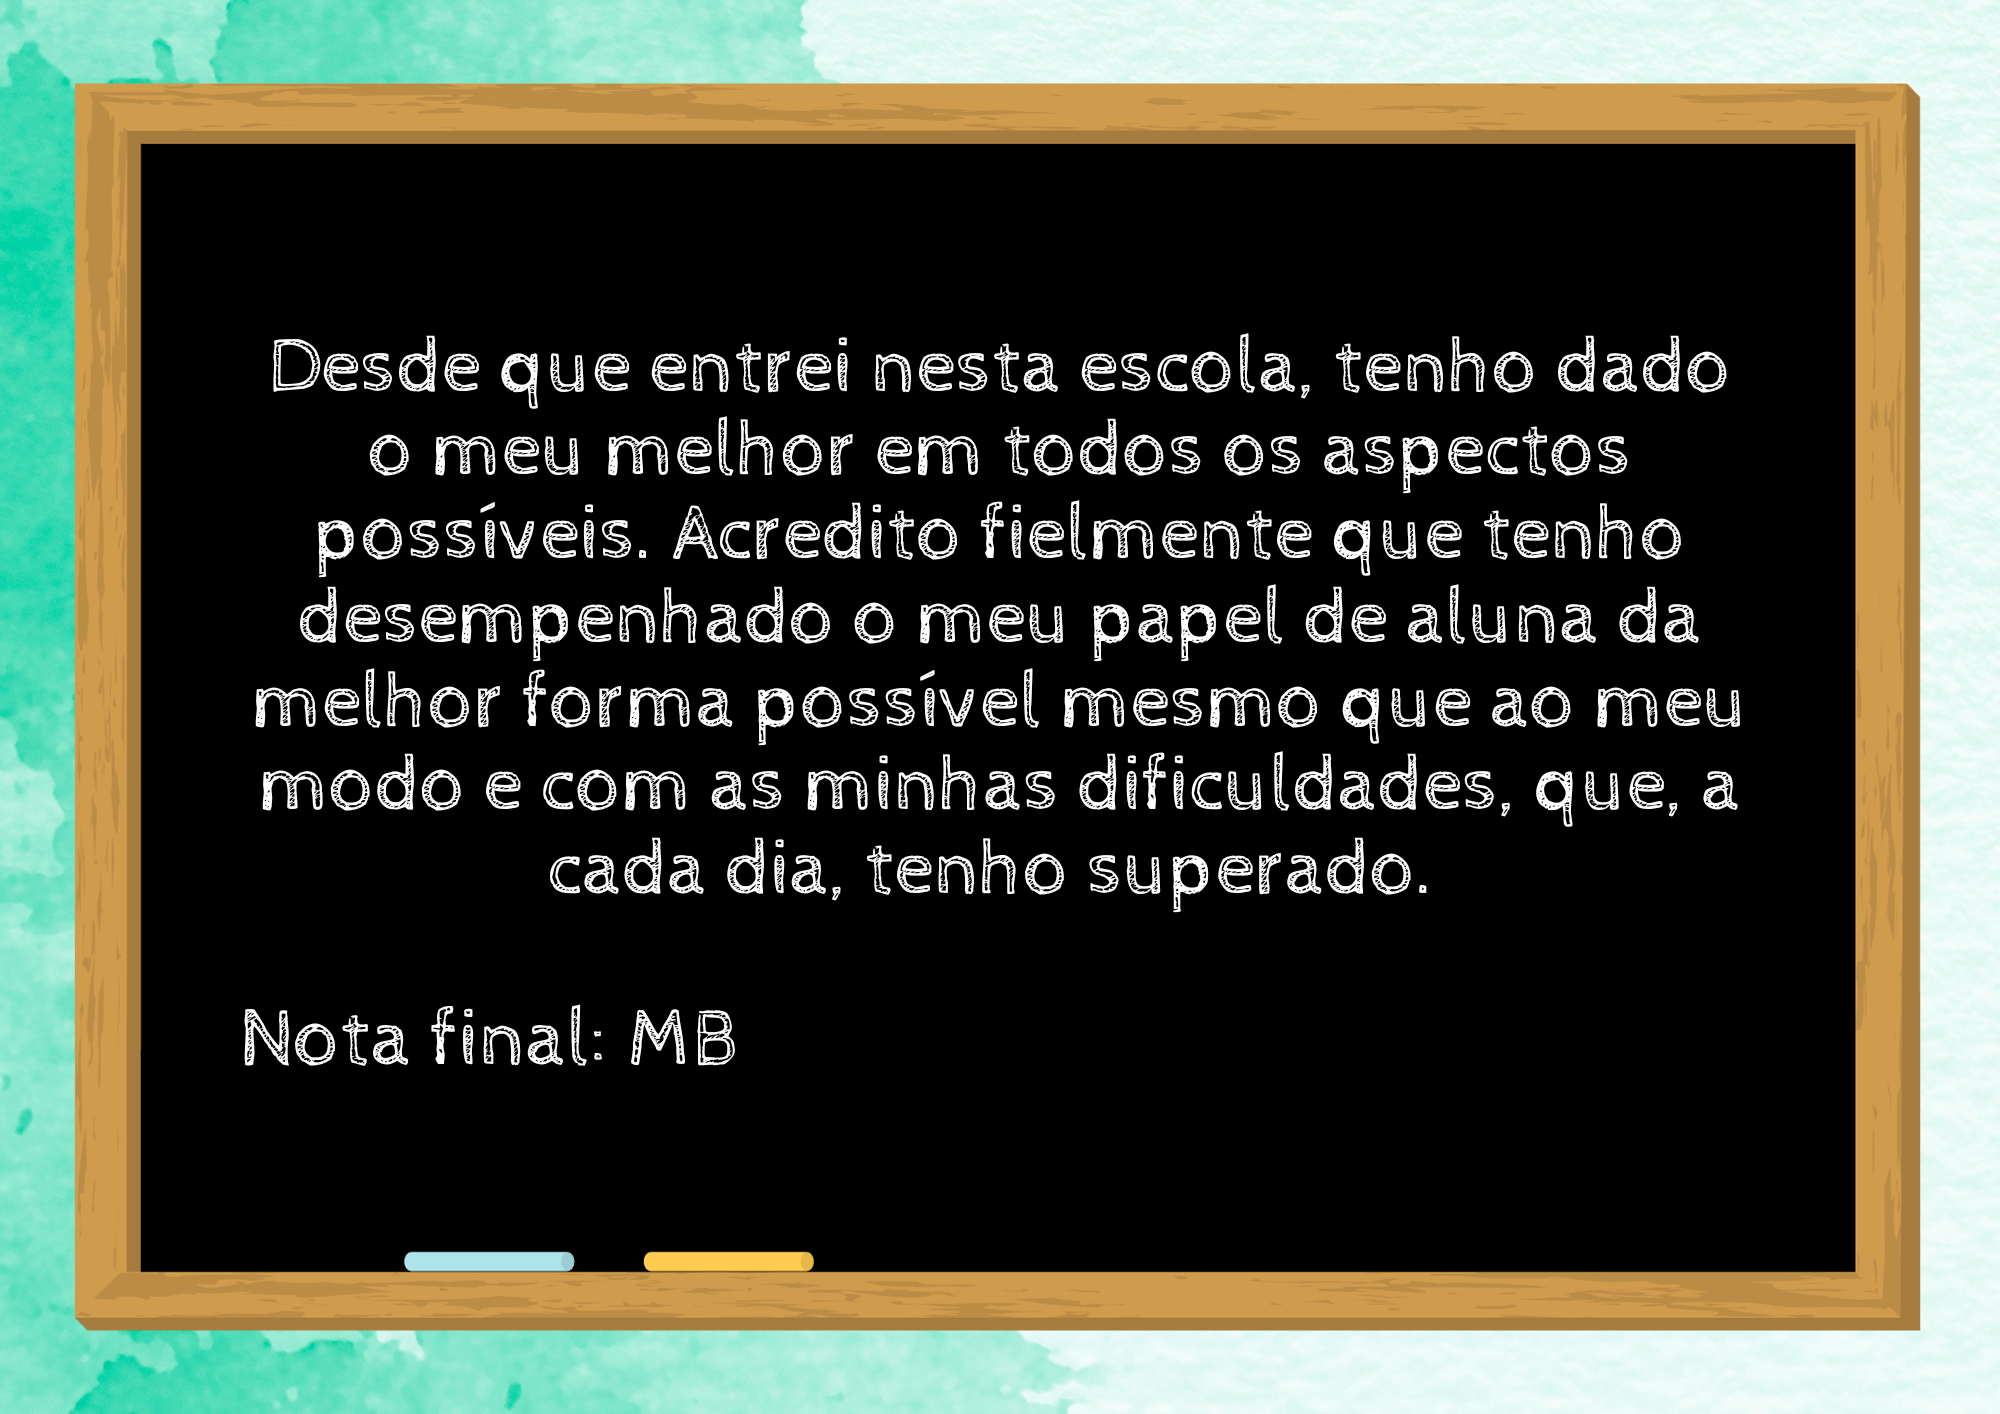 Desde que entrei nesta escola, tenho dado
o meu melhor em todos os aspectos
possíveis. Acredito fielmente que tenho
desempenhado o meu papel de aluna da
melhor forma possível mesmo que ao meu
modo e com as minhas dificuldades, que, a
cada dia, tenho superado.
Nota final: MB